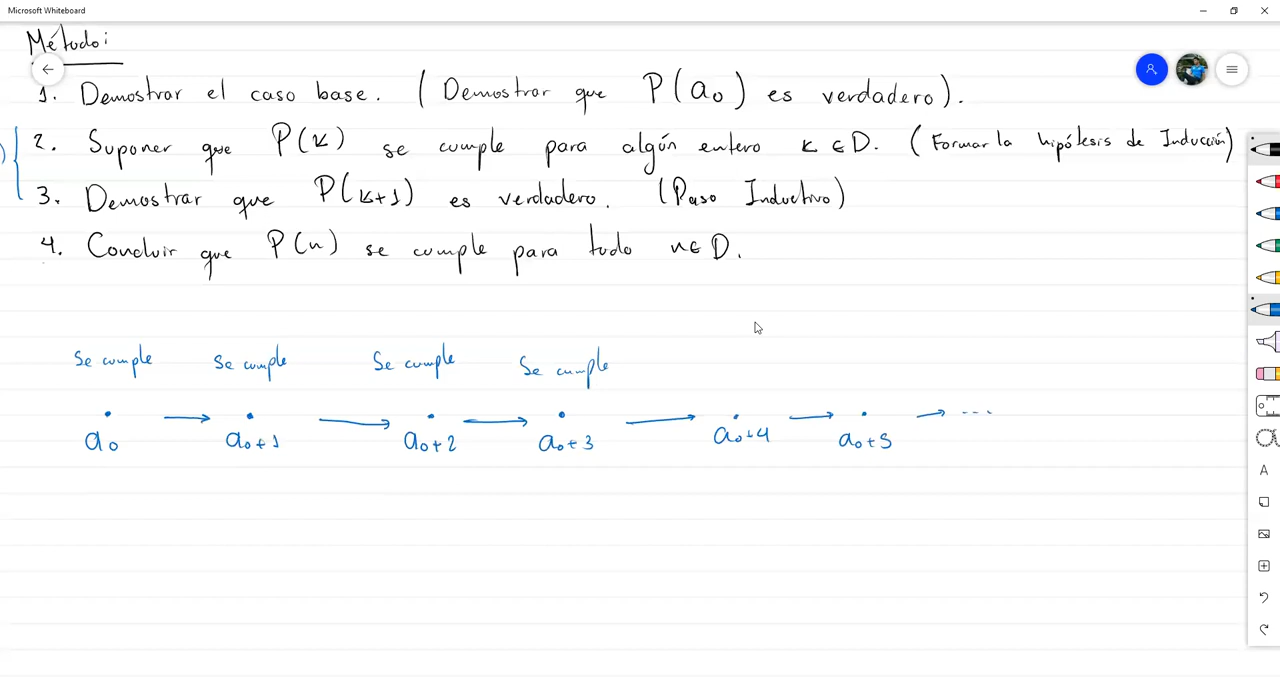 Microsoft Whiteboard
Método:
1. Demostrar el caso base. (Demostrar que P(a₀) es verdadero).
2. Suponer que P(k) se cumple para algún entero k ∈ D. (Formar la hipótesis de Inducción)
3. Demostrar que P(k+1) es verdadero. (Paso Inductivo)
4. Concluir que P(n) se cumple para todo n ∈ D.
Se cumple Se cumple Se cumple Se cumple
. → . → . → . → . → . → ...
a₀ a₀+1 a₀+2 a₀+3 a₀+4 a₀+5
A